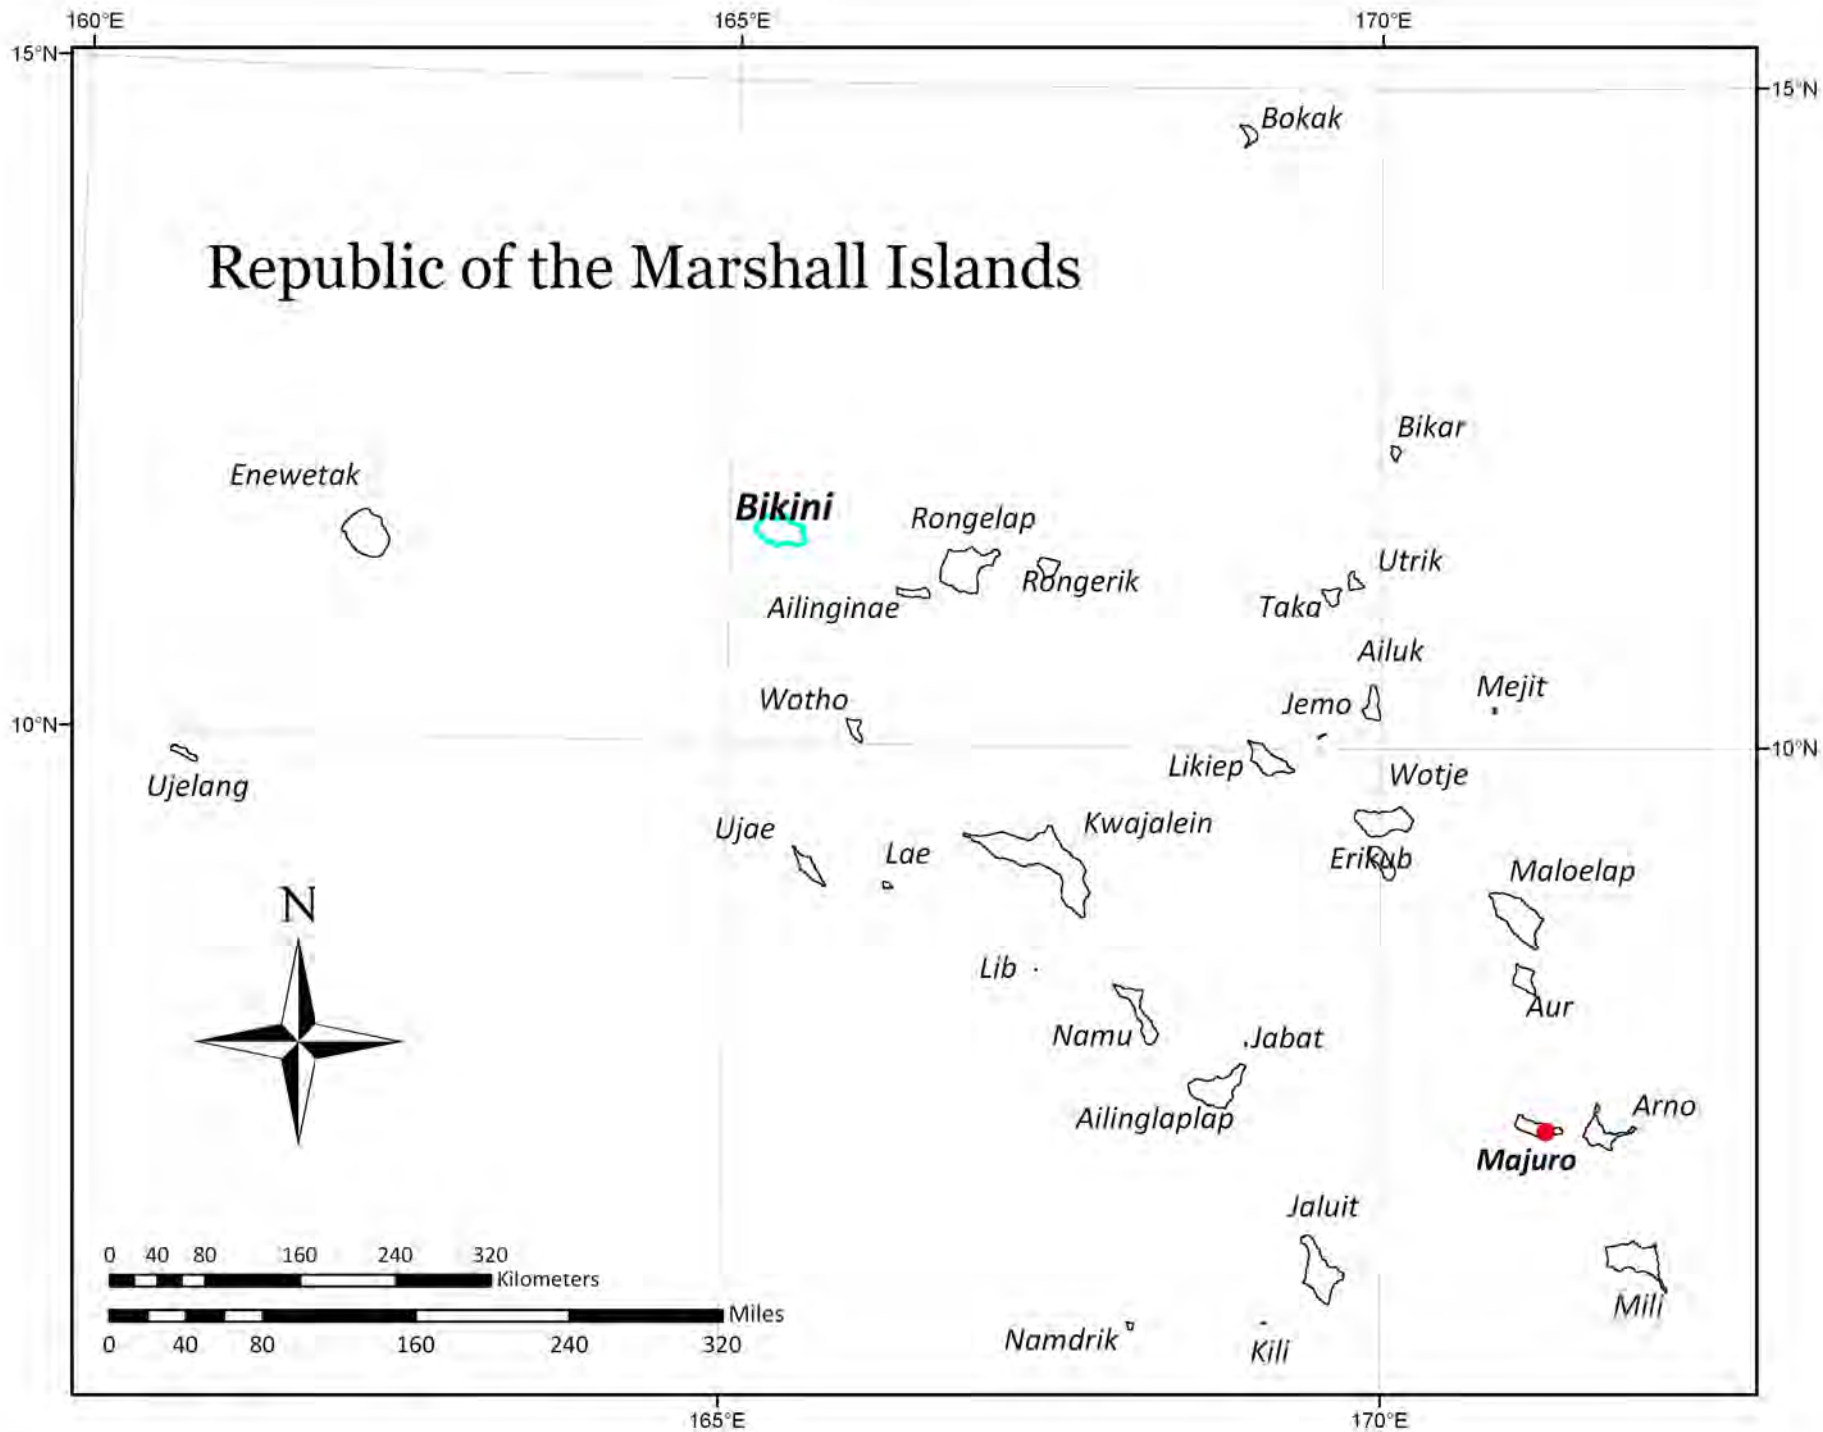 160°E 165°E 170°E
15°N
15°N
Bokak
Republic of the Marshall Islands
Bikar
Enewetak
Bikini
Rongelap
Utrik
Rongerik
Ailinginae
Taka
Ailuk
Mejit
Wotho
Jemo
10°N
10°N
Likiep
Wotje
Ujelang
Ujae
Kwajalein
Lae
Erikub
Maloelap
N
Lib
Aur
Namu
Jabat
Ailinglaplap
Arno
Majuro
Jaluit
0 40 80 160 240 320
Kilometers
Miles
0 40 80 160 240 320
Mili
Namdrik
Kili
165°E 170°E